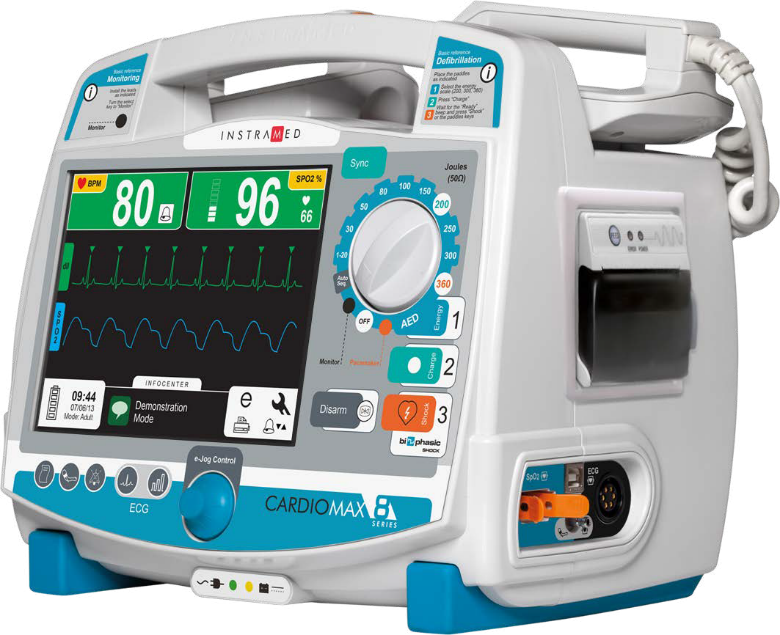 Basic reference
Monitoring
Install the leads
as indicated
Turn the select
key to "Monitor"
Monitor
Basic reference
Defibrillation
Place the paddles
as indicated
1 Select the energy
scale (200, 300, 360)
2 Press "Charge"
3 Wait for the "Ready"
beep and press "Shock"
or the paddles keys
INSTRAMED
BPM
80
SPO2 %
96
66
SPO2
INFOCENTER
09:44
07/06/13
Mode: Adult
Demonstration
Mode
e
Sync
Joules
(50Ω)
1-20
30
50
80
100
150
200
250
300
360
Auto
Seq.
OFF
AED
Monitor
Pacemaker
Energy
1
Charge
2
Disarm
Shock
3
biphasic
SHOCK
e-Jog Control
ECG
CARDIOMAX 8
SERIES
SpO2
ECG